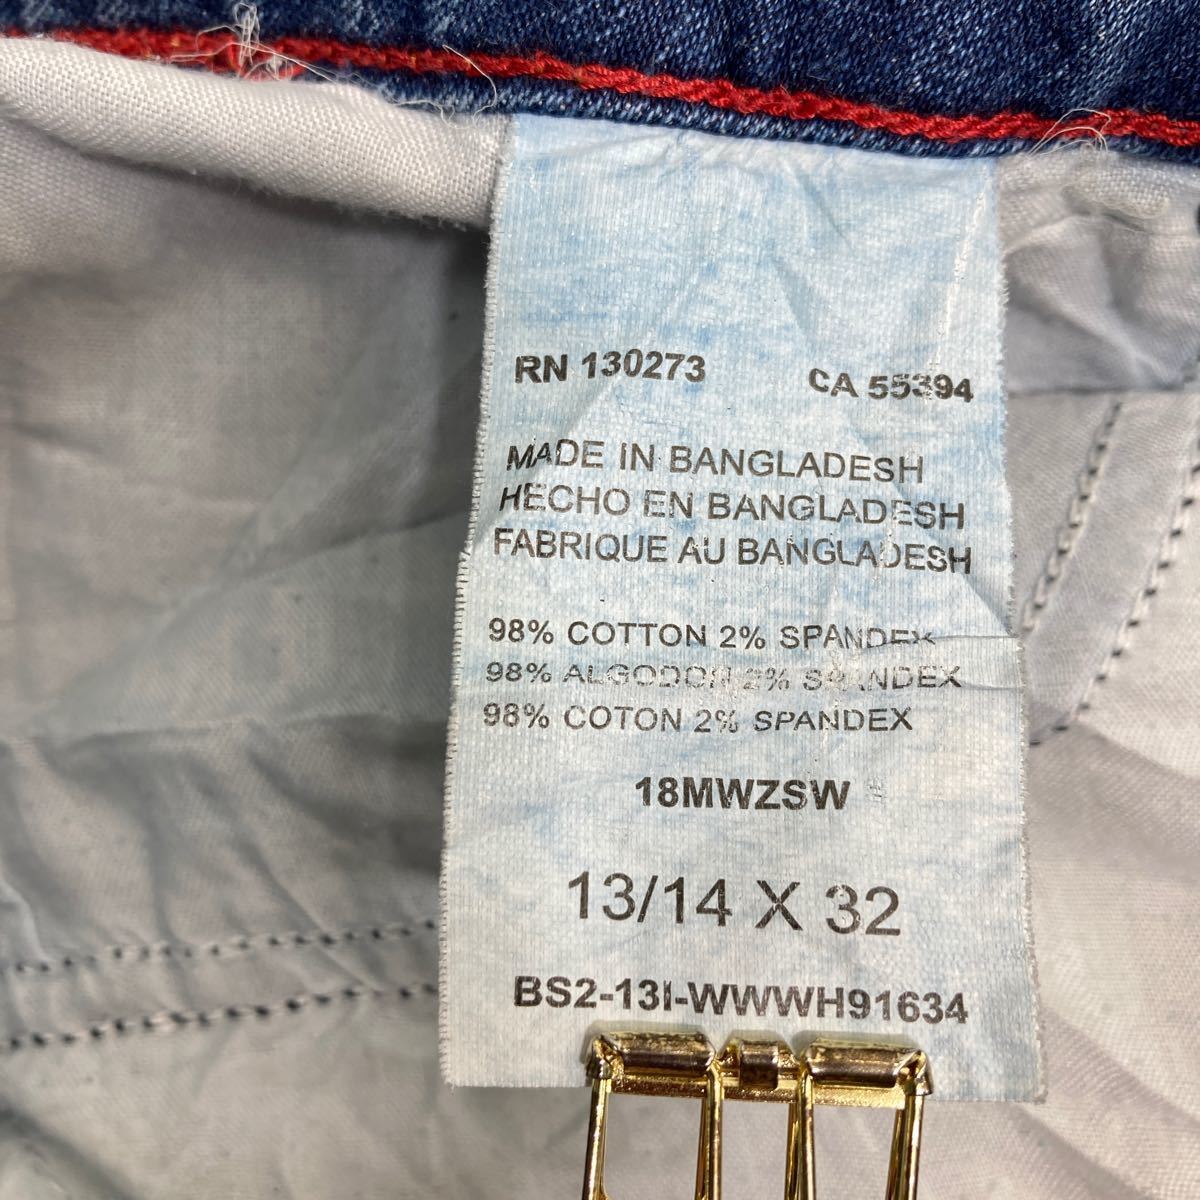 RN 130273 CA 55394
MADE IN BANGLADESH
HECHO EN BANGLADESH
FABRIQUE AU BANGLADESH
98% COTTON 2% SPANDEX
98% ALGODON 2% SPANDEX
98% COTON 2% SPANDEX
18MWZSW
13/14 X 32
BS2-13I-WWWH91634